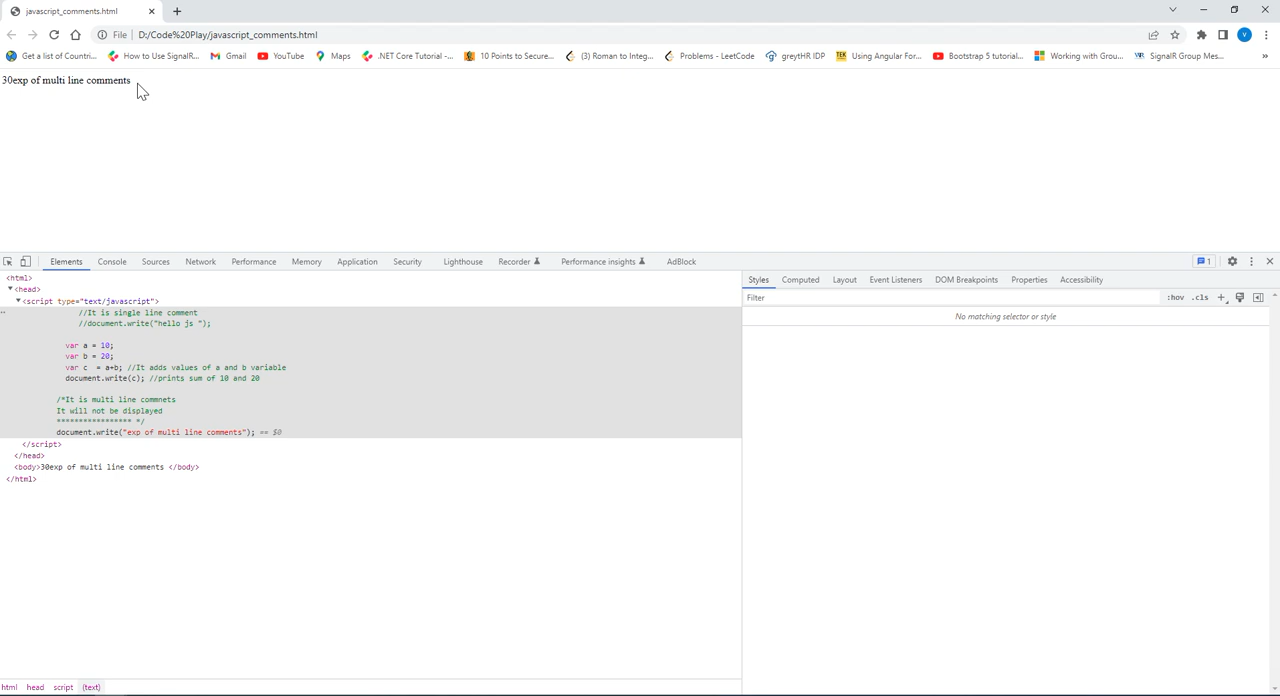 javascript_comments.html
File D:/Code%20Play/javascript_comments.html
V
Get a list of Countri... How to Use SignalR... Gmail YouTube Maps .NET Core Tutorial -... 10 Points to Secure... (3) Roman to Integ... Problems - LeetCode greytHR IDP TEK Using Angular For... Bootstrap 5 tutorial... Working with Grou... SignalR Group Mes... »
30exp of multi line comments
Elements Console Sources Network Performance Memory Application Security Lighthouse Recorder Performance insights AdBlock 1
<html>
<head>
<script type="text/javascript">
//It is single line comment
//document.write("hello js ");
var a = 10;
var b = 20;
var c  = a+b; //It adds values of a and b variable
document.write(c); //prints sum of 10 and 20
/*It is multi line commnets
It will not be displayed
***************** */
document.write("exp of multi line comments"); == $0
</script>
</head>
<body>30exp of multi line comments </body>
</html>
Styles Computed Layout Event Listeners DOM Breakpoints Properties Accessibility
Filter :hov .cls +
No matching selector or style
html head script (text)